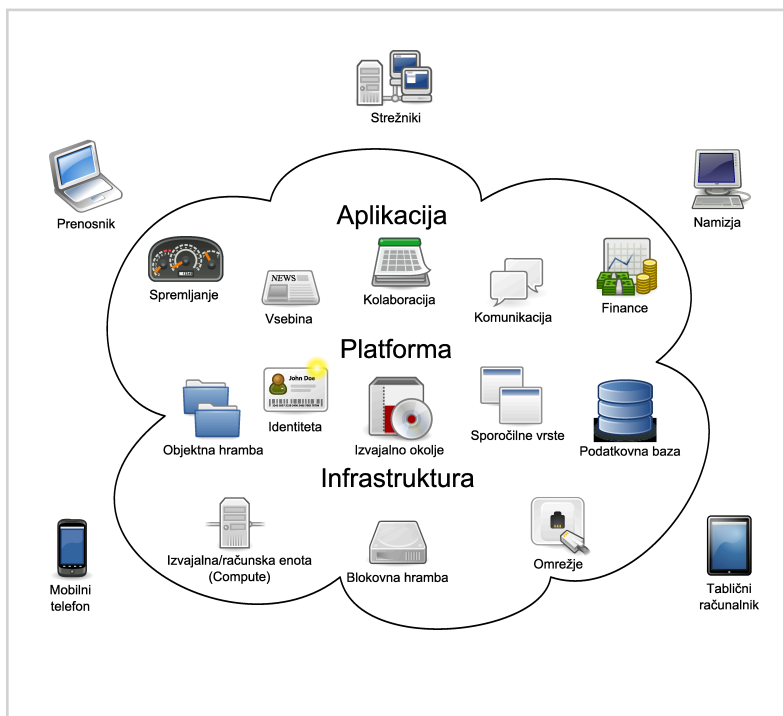 Strežniki
Prenosnik
Namizja
Aplikacija
Spremljanje
NEWS
Vsebina
Kolaboracija
Komunikacija
Finance
Platforma
John Doe
Objektna hramba
Identiteta
Izvajalno okolje
Sporočilne vrste
Podatkovna baza
Infrastruktura
Izvajalna/računska enota
(Compute)
Blokovna hramba
Omrežje
Mobilni
telefon
Tablični
računalnik